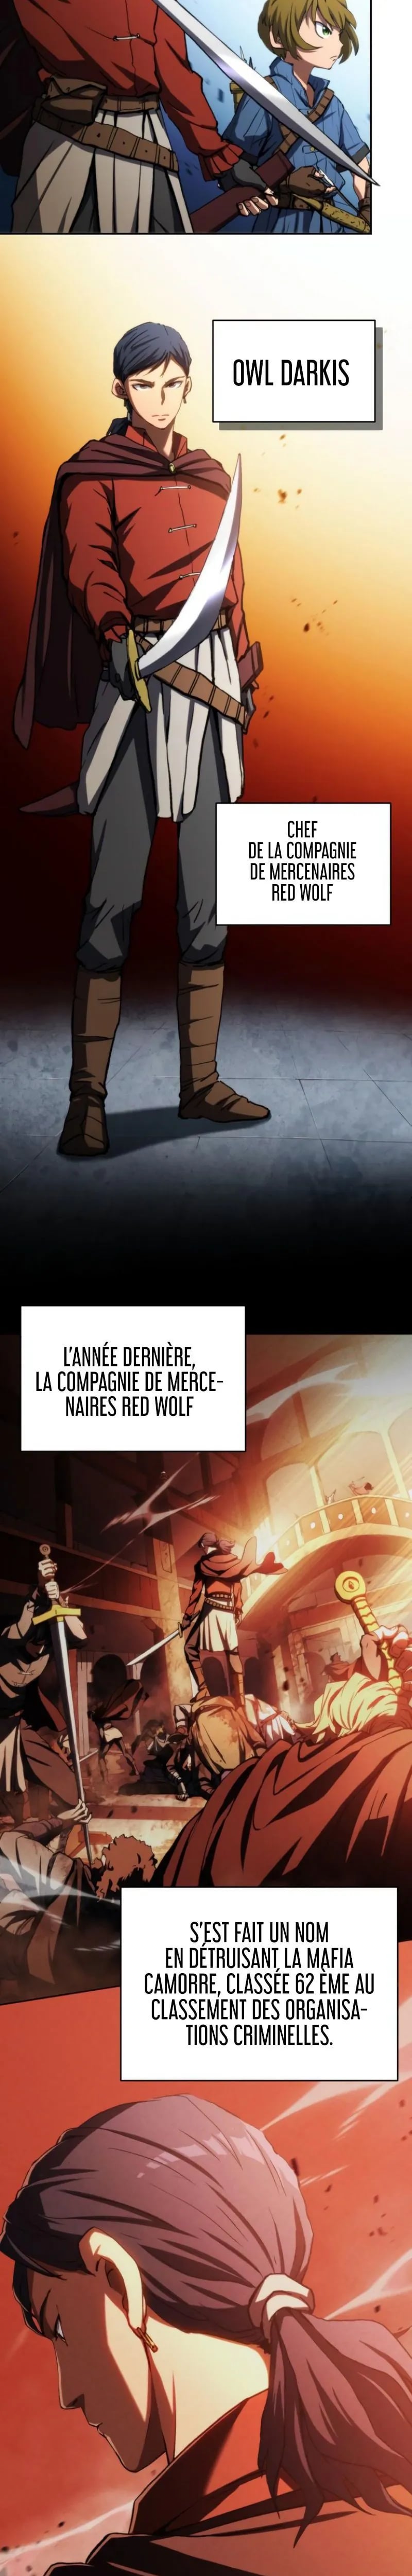 OWL DARKIS
CHEF
DE LA COMPAGNIE
DE MERCENAIRES
RED WOLF
L'ANNÉE DERNIÈRE,
LA COMPAGNIE DE MERCE-
NAIRES RED WOLF
S'EST FAIT UN NOM
EN DÉTRUISANT LA MAFIA
CAMORRE, CLASSÉE 62 ÈME AU
CLASSEMENT DES ORGANISA-
TIONS CRIMINELLES.